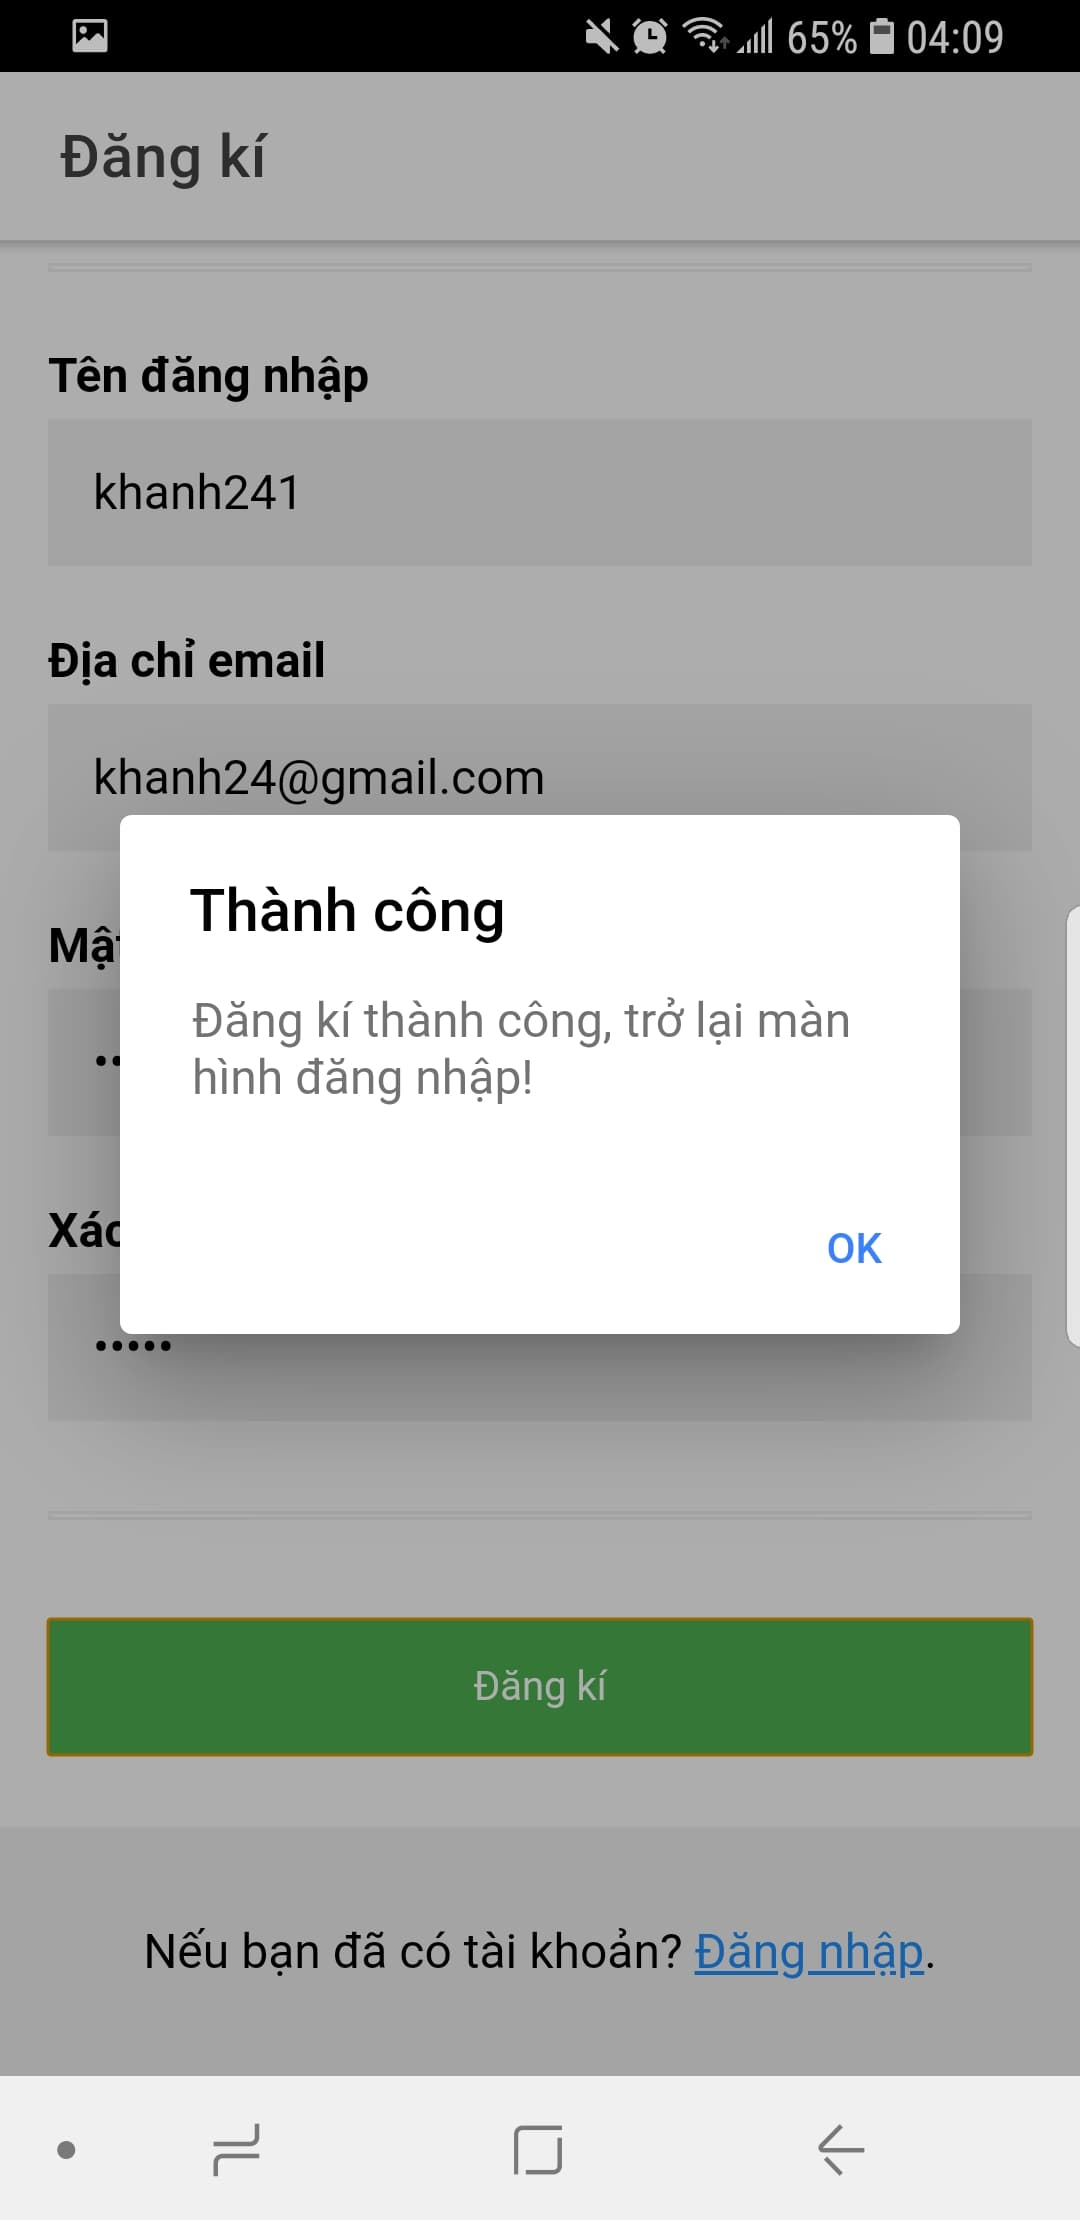 65% 04:09
Đăng kí
Tên đăng nhập
khanh241
Địa chỉ email
khanh24@gmail.com
Thành công
Đăng kí thành công, trở lại màn
hình đăng nhập!
OK
Đăng kí
Nếu bạn đã có tài khoản? Đăng nhập.